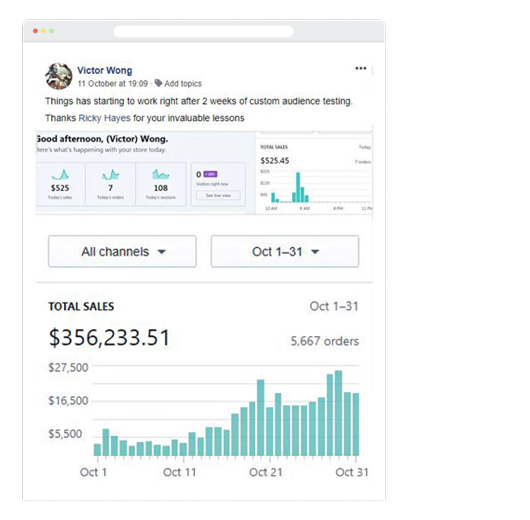 Victor Wong
11 October at 19:09 · Add topics
Things has starting to work right after 2 weeks of custom audience testing.
Thanks Ricky Hayes for your invaluable lessons
Good afternoon, (Victor) Wong.
Here's what's happening with your store today.
$525
Today's sales
7
Today's orders
108
Today's sessions
0 LIVE
Visitors right now
See live view
TOTAL SALES Today
$525.45 7 orders
12 AM 8 AM 4 PM 12 PM
All channels Oct 1–31
TOTAL SALES Oct 1–31
$356,233.51 5,667 orders
$27,500
$16,500
$5,500
Oct 1 Oct 11 Oct 21 Oct 31